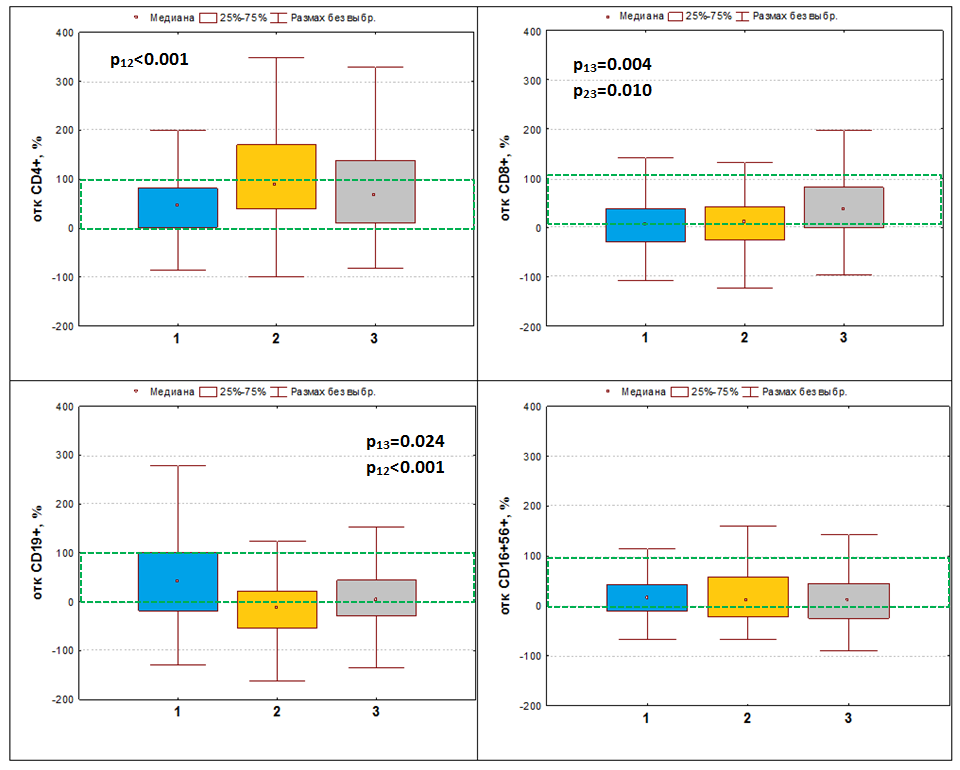 Медиана 25%-75% Размах без выбр.
p12<0.001
отк CD4+, %
400
300
200
100
0
-100
-200
1 2 3
Медиана 25%-75% Размах без выбр.
p13=0.004
p23=0.010
отк CD8+, %
400
300
200
100
0
-100
-200
1 2 3
Медиана 25%-75% Размах без выбр.
p13=0.024
p12<0.001
отк CD19+, %
400
300
200
100
0
-100
-200
1 2 3
Медиана 25%-75% Размах без выбр.
отк CD16+56+, %
400
300
200
100
0
-100
-200
1 2 3